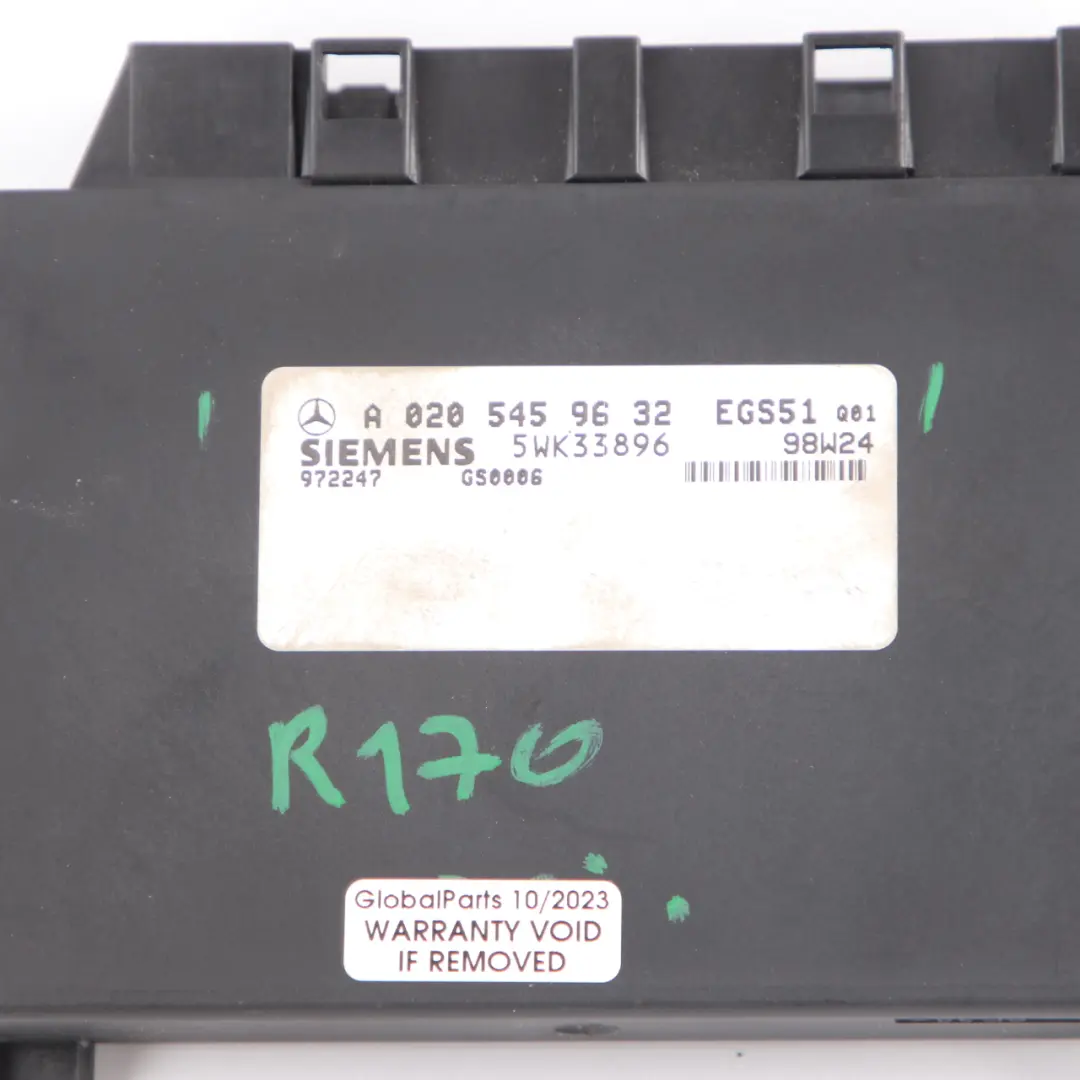 A 020 545 96 32 EGS51 Q01
SIEMENS 5WK33896 98W24
972247 GS0006
R170
GlobalParts 10/2023
WARRANTY VOID
IF REMOVED